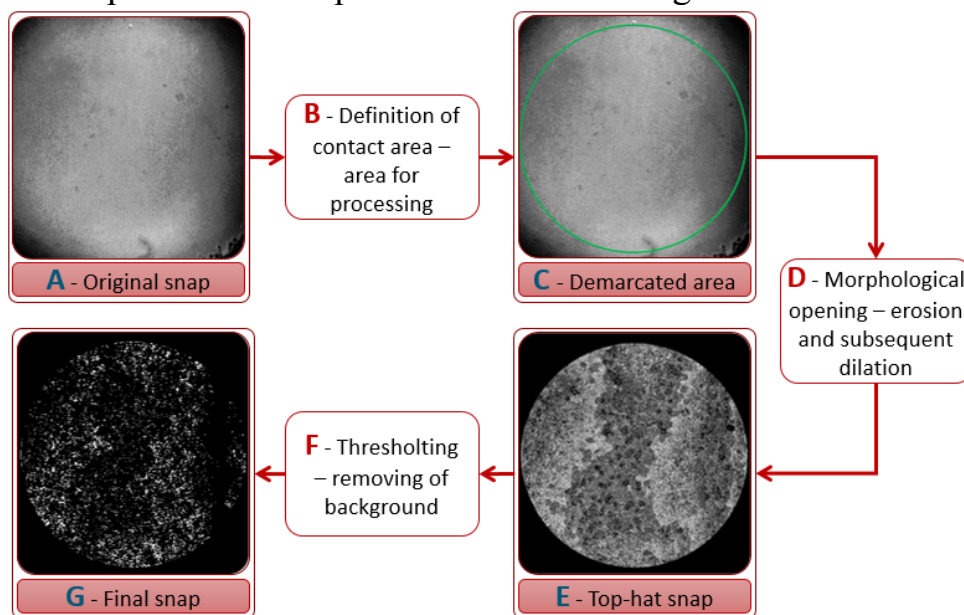 B - Definition of
contact area –
area for
processing
A - Original snap
C - Demarcated area
D - Morphological
opening – erosion
and subsequent
dilation
F - Thresholting
– removing of
background
G - Final snap
E - Top-hat snap